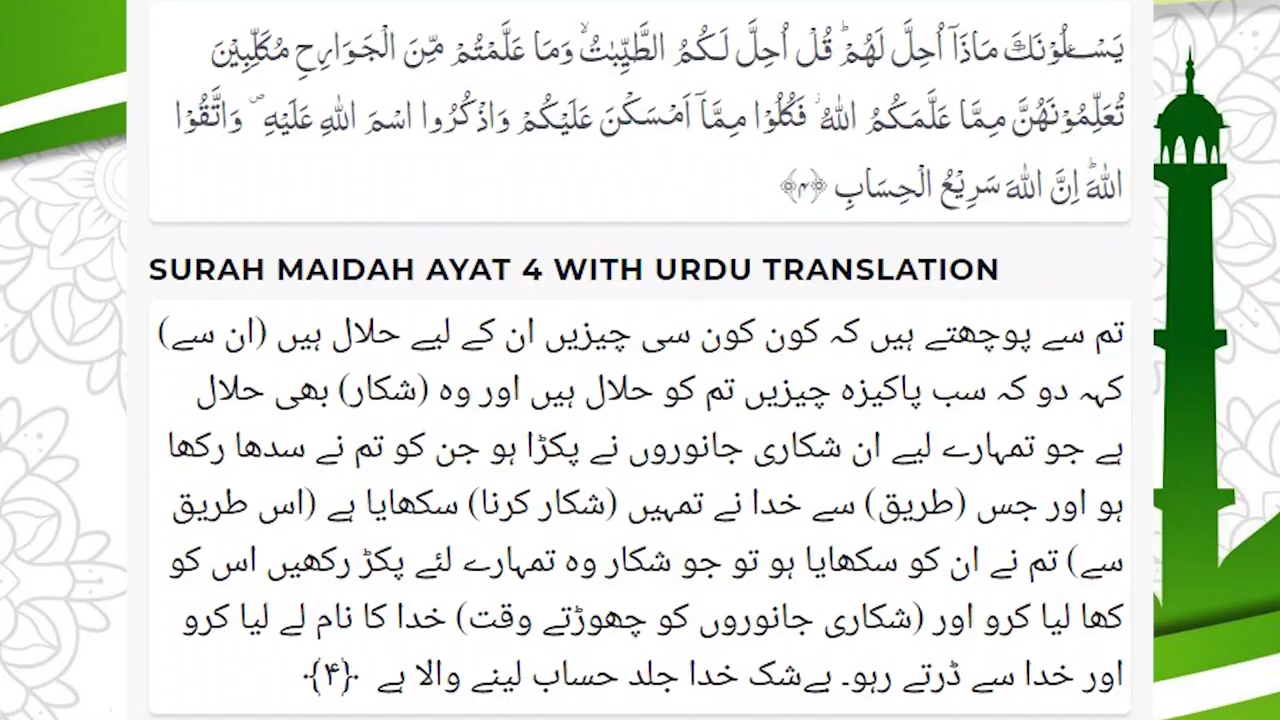 يَسۡـَٔلُوۡنَكَ مَاذَاۤ اُحِلَّ لَهُمۡ‌ؕ قُلۡ اُحِلَّ لَـكُمُ الطَّيِّبٰتُ‌ۙ وَمَا عَلَّمۡتُمۡ مِّنَ الۡجَـوَارِحِ مُكَلِّبِيۡنَ
تُعَلِّمُوۡنَهُنَّ مِمَّا عَلَّمَكُمُ اللّٰهُ‌ۚ فَكُلُوۡا مِمَّاۤ اَمۡسَكۡنَ عَلَيۡكُمۡ وَاذۡكُرُوا اسۡمَ اللّٰهِ عَلَيۡهِ‌ۖ وَاتَّقُوۡا
اللّٰهَ‌ؕ اِنَّ اللّٰهَ سَرِيۡعُ الۡحِسَابِ ﴿۴﴾
SURAH MAIDAH AYAT 4 WITH URDU TRANSLATION
تم سے پوچھتے ہیں کہ کون کون سی چیزیں ان کے لیے حلال ہیں (ان سے)
کہہ دو کہ سب پاکیزہ چیزیں تم کو حلال ہیں اور وہ (شکار) بھی حلال
ہے جو تمہارے لیے ان شکاری جانوروں نے پکڑا ہو جن کو تم نے سدھا رکھا
ہو اور جس (طریق) سے خدا نے تمہیں (شکار کرنا) سکھایا ہے (اس طریق
سے) تم نے ان کو سکھایا ہو تو جو شکار وہ تمہارے لئے پکڑ رکھیں اس کو
کھا لیا کرو اور (شکاری جانوروں کو چھوڑتے وقت) خدا کا نام لے لیا کرو
اور خدا سے ڈرتے رہو۔ بےشک خدا جلد حساب لینے والا ہے ﴿۴﴾